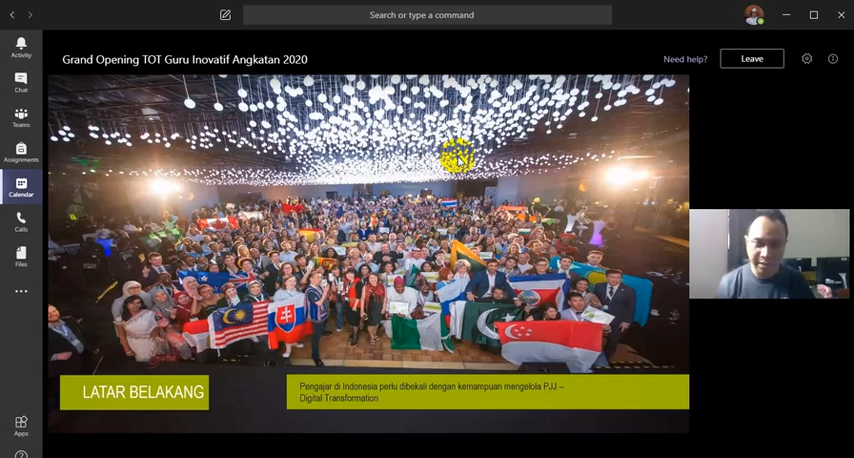 Search or type a command
Activity
Chat
Teams
Assignments
Calendar
Calls
Files
Apps
Grand Opening TOT Guru Inovatif Angkatan 2020
Need help?
Leave
LATAR BELAKANG
Pengajar di Indonesia perlu dibekali dengan kemampuan mengelola PJJ –
Digital Transformation